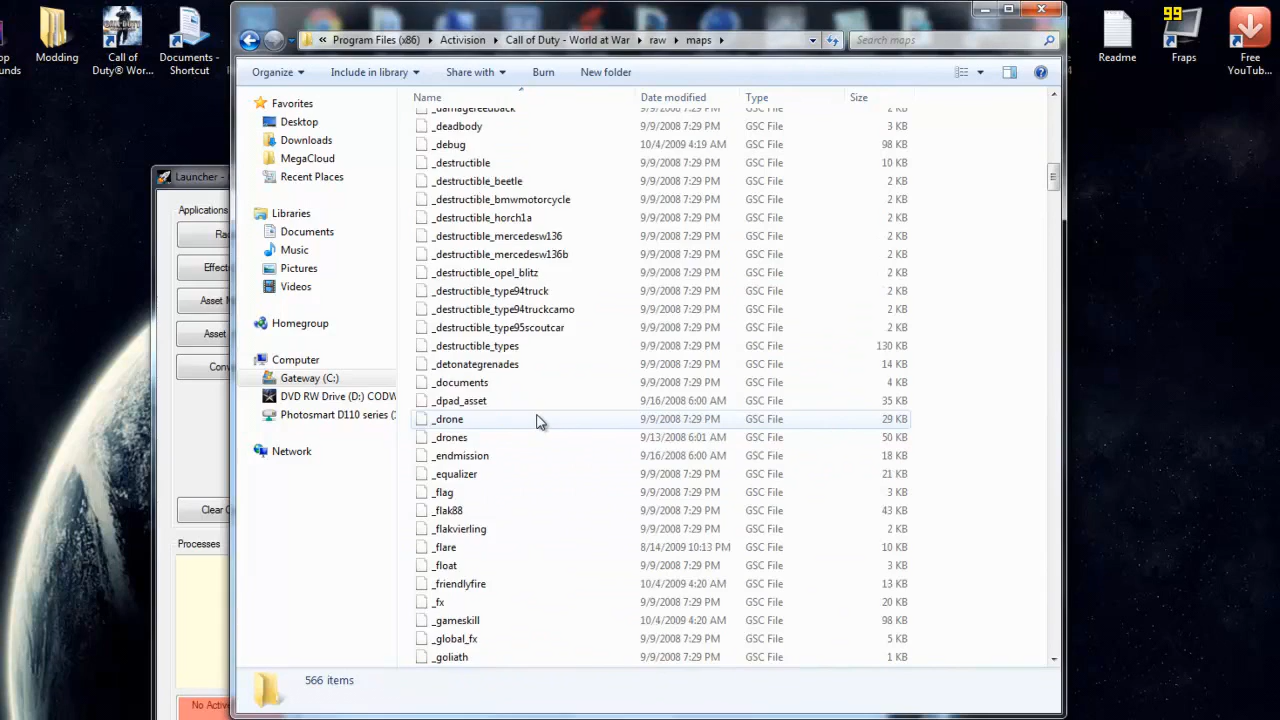 99
op
unds
Modding
Call of
Duty® Wor...
Documents -
Shortcut
Readme
Fraps
Free
YouTub...
Program Files (x86) Activision Call of Duty - World at War raw maps
Search maps
Organize Include in library Share with Burn New folder
Name Date modified Type Size
_damagefeedback 9/9/2008 7:29 PM GSC File 2 KB
_deadbody 9/9/2008 7:29 PM GSC File 3 KB
_debug 10/4/2009 4:19 AM GSC File 98 KB
_destructible 9/9/2008 7:29 PM GSC File 10 KB
_destructible_beetle 9/9/2008 7:29 PM GSC File 2 KB
_destructible_bmwmotorcycle 9/9/2008 7:29 PM GSC File 2 KB
_destructible_horch1a 9/9/2008 7:29 PM GSC File 2 KB
_destructible_mercedesw136 9/9/2008 7:29 PM GSC File 2 KB
_destructible_mercedesw136b 9/9/2008 7:29 PM GSC File 2 KB
_destructible_opel_blitz 9/9/2008 7:29 PM GSC File 2 KB
_destructible_type94truck 9/9/2008 7:29 PM GSC File 2 KB
_destructible_type94truckcamo 9/9/2008 7:29 PM GSC File 2 KB
_destructible_type95scoutcar 9/9/2008 7:29 PM GSC File 2 KB
_destructible_types 9/9/2008 7:29 PM GSC File 130 KB
_detonategrenades 9/9/2008 7:29 PM GSC File 14 KB
_documents 9/9/2008 7:29 PM GSC File 4 KB
_dpad_asset 9/16/2008 6:00 AM GSC File 35 KB
_drone 9/9/2008 7:29 PM GSC File 29 KB
_drones 9/13/2008 6:01 AM GSC File 50 KB
_endmission 9/16/2008 6:00 AM GSC File 18 KB
_equalizer 9/9/2008 7:29 PM GSC File 21 KB
_flag 9/9/2008 7:29 PM GSC File 3 KB
_flak88 9/9/2008 7:29 PM GSC File 43 KB
_flakvierling 9/9/2008 7:29 PM GSC File 2 KB
_flare 8/14/2009 10:13 PM GSC File 10 KB
_float 9/9/2008 7:29 PM GSC File 3 KB
_friendlyfire 10/4/2009 4:20 AM GSC File 13 KB
_fx 9/9/2008 7:29 PM GSC File 20 KB
_gameskill 10/4/2009 4:20 AM GSC File 98 KB
_global_fx 9/9/2008 7:29 PM GSC File 5 KB
_goliath 9/9/2008 7:29 PM GSC File 1 KB
Favorites
Desktop
Downloads
MegaCloud
Recent Places
Libraries
Documents
Music
Pictures
Videos
Homegroup
Computer
Gateway (C:)
DVD RW Drive (D:) CODW
Photosmart D110 series (
Network
566 items
Launcher -
Applications
Ra
Effect
Asset M
Asset
Conv
Clear C
Processes
No Activ